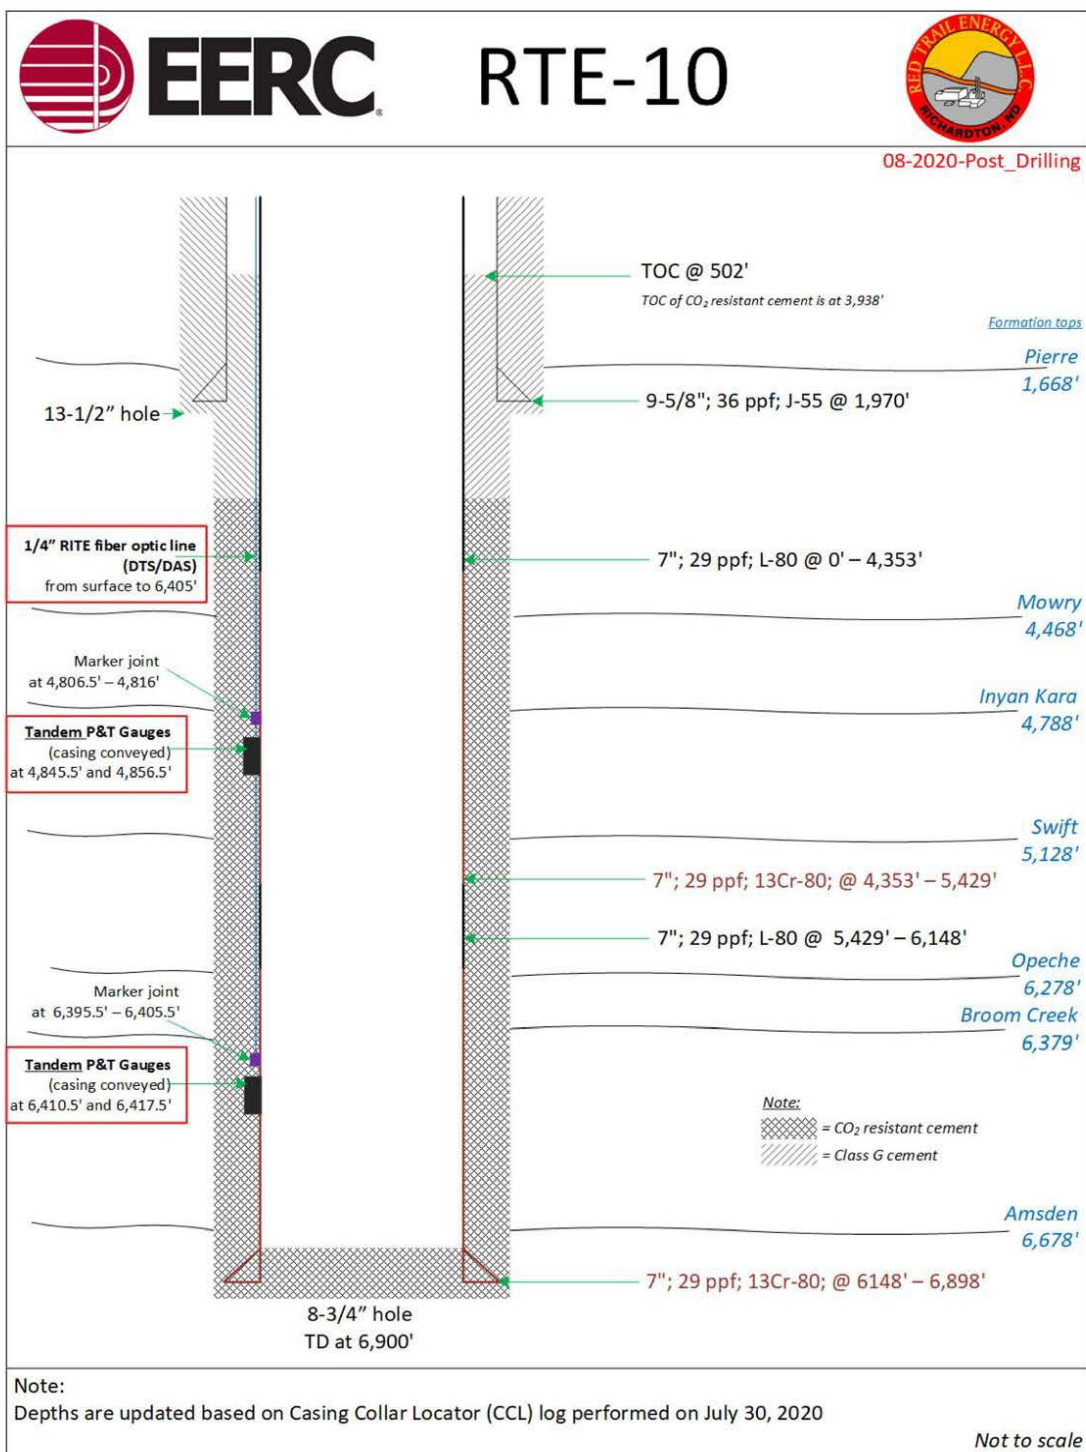 EERC
RTE-10
RED TRAIL ENERGY L.L.C.
RICHARDTON, ND
08-2020-Post_Drilling
TOC @ 502'
TOC of CO₂ resistant cement is at 3,938'
Formation tops
Pierre
1,668'
13-1/2” hole
9-5/8"; 36 ppf; J-55 @ 1,970'
1/4” RITE fiber optic line
(DTS/DAS)
from surface to 6,405'
7"; 29 ppf; L-80 @ 0' – 4,353'
Mowry
4,468'
Marker joint
at 4,806.5' – 4,816'
Inyan Kara
4,788'
Tandem P&T Gauges
(casing conveyed)
at 4,845.5' and 4,856.5'
Swift
5,128'
7"; 29 ppf; 13Cr-80; @ 4,353' – 5,429'
7"; 29 ppf; L-80 @ 5,429' – 6,148'
Opeche
6,278'
Marker joint
at 6,395.5' – 6,405.5'
Broom Creek
6,379'
Tandem P&T Gauges
(casing conveyed)
at 6,410.5' and 6,417.5'
Note:
= CO₂ resistant cement
= Class G cement
Amsden
6,678'
7"; 29 ppf; 13Cr-80; @ 6148' – 6,898'
8-3/4” hole
TD at 6,900'
Note:
Depths are updated based on Casing Collar Locator (CCL) log performed on July 30, 2020
Not to scale